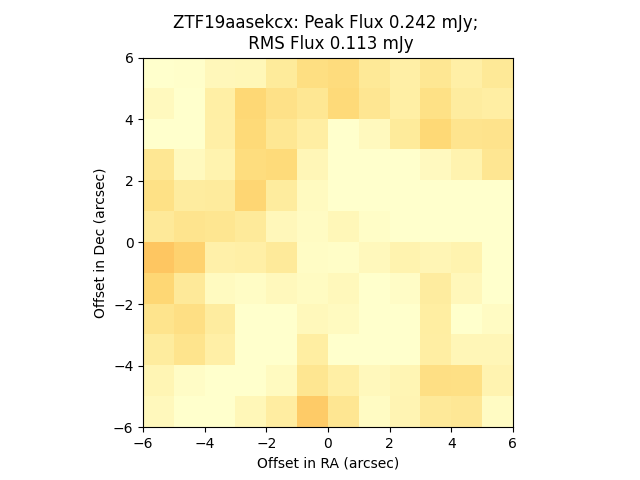 ZTF19aasekcx: Peak Flux 0.242 mJy;
RMS Flux 0.113 mJy
6
4
2
0
−2
−4
−6
Offset in Dec (arcsec)
−6 −4 −2 0 2 4 6
Offset in RA (arcsec)